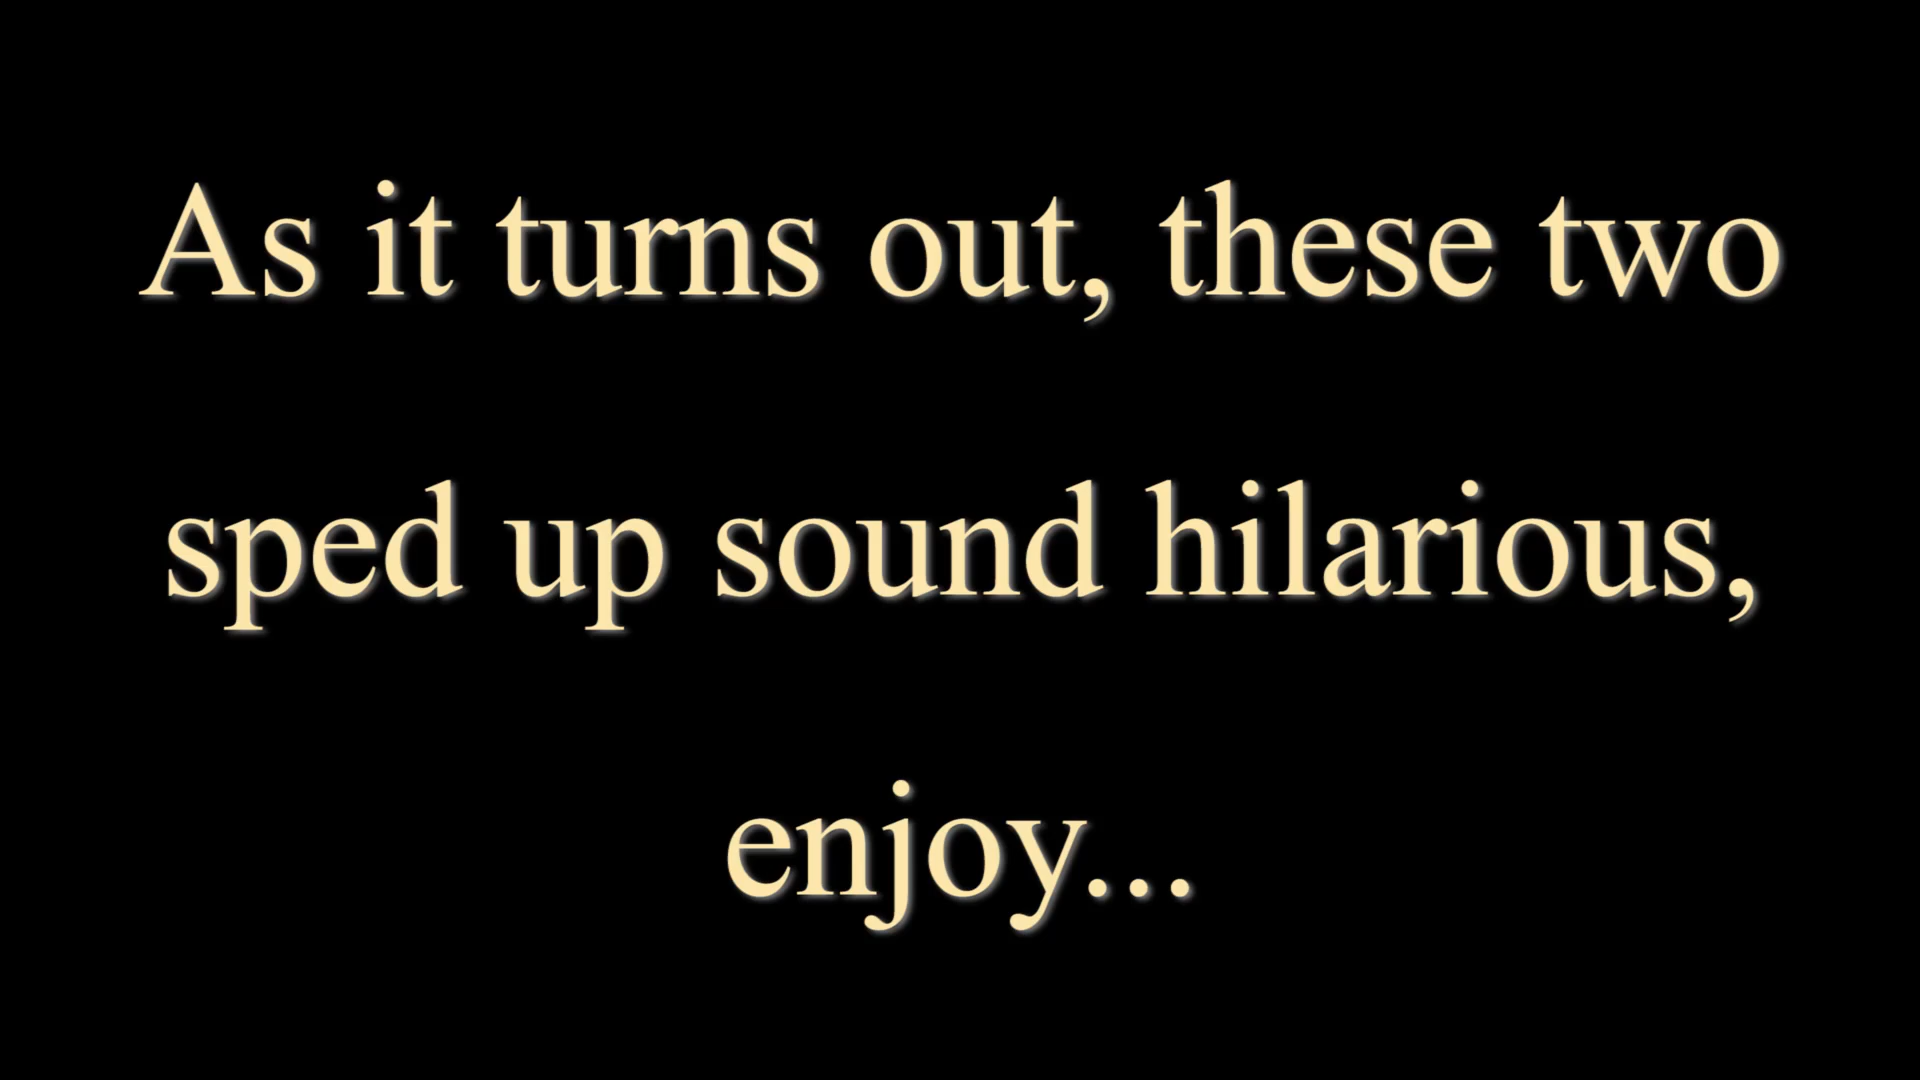 As it turns out, these two
sped up sound hilarious,
enjoy...